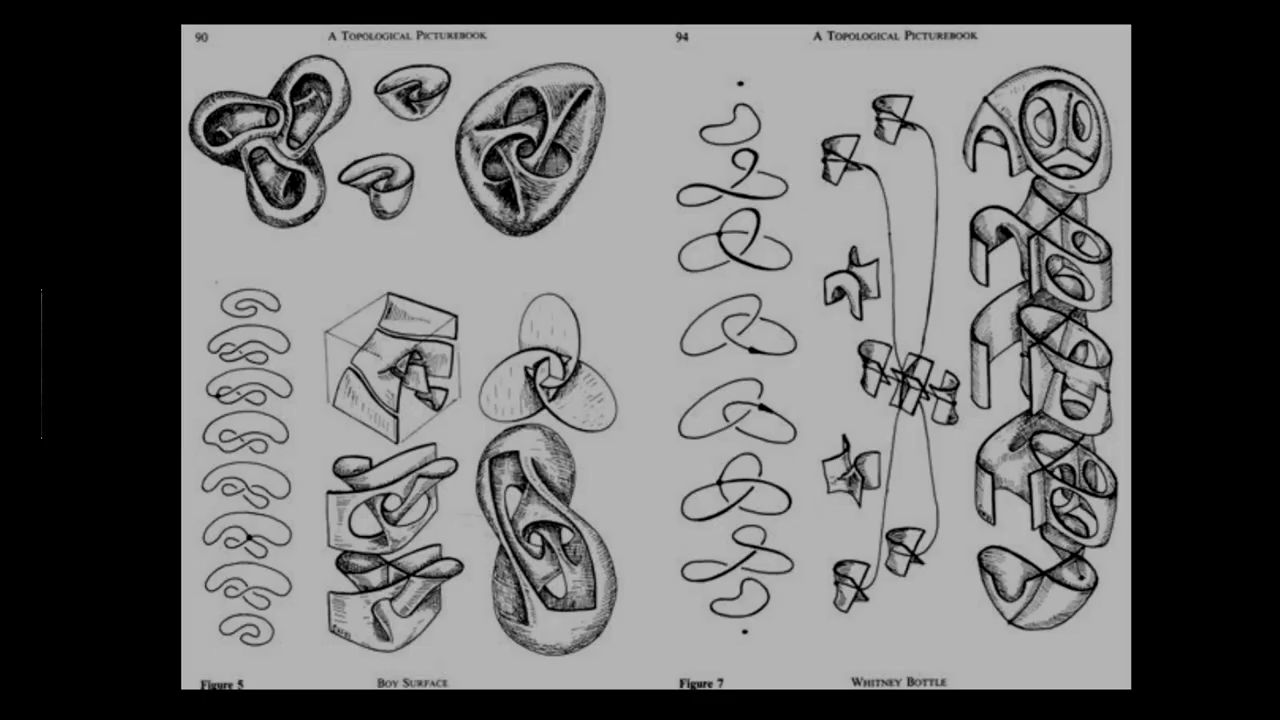 90 A TOPOLOGICAL PICTUREBOOK
94 A TOPOLOGICAL PICTUREBOOK
Figure 5 BOY SURFACE
Figure 7 WHITNEY BOTTLE